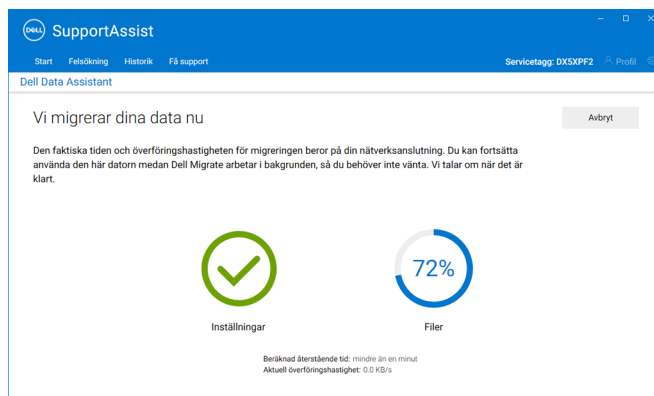 DELL SupportAssist
Start Felsökning Historik Få support Servicetagg: DX5XPF2 Profil
Dell Data Assistant
Vi migrerar dina data nu
Avbryt
Den faktiska tiden och överföringshastigheten för migreringen beror på din nätverksanslutning. Du kan fortsätta
använda den här datorn medan Dell Migrate arbetar i bakgrunden, så du behöver inte vänta. Vi talar om när det är
klart.
72%
Inställningar Filer
Beräknad återstående tid: mindre än en minut
Aktuell överföringshastighet: 0.0 KB/s